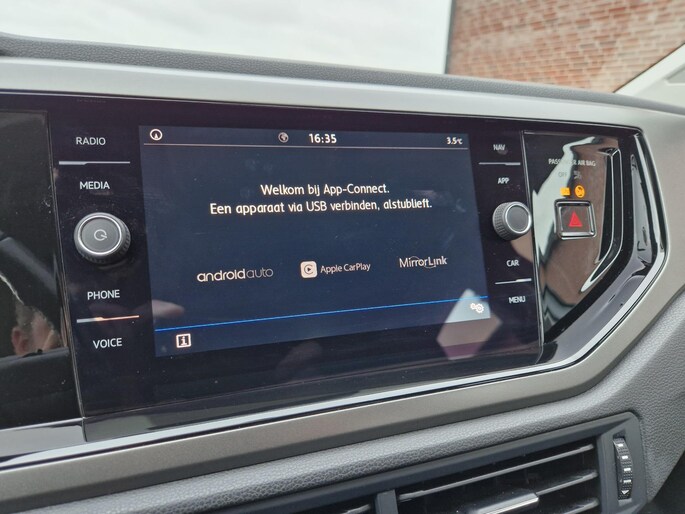 RADIO
MEDIA
PHONE
VOICE
16:35
3.5°C
Welkom bij App-Connect.
Een apparaat via USB verbinden, alstublieft.
androidauto
Apple CarPlay
MirrorLink
i
NAV
APP
CAR
MENU
PASSENGER AIR BAG